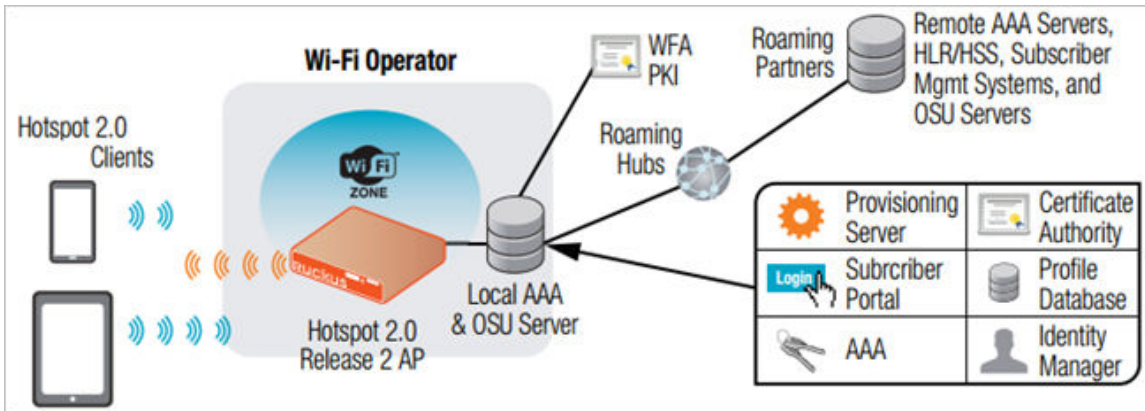 Wi-Fi Operator
Hotspot 2.0
Clients
Wi Fi
ZONE
RUCKUS
Hotspot 2.0
Release 2 AP
Local AAA
& OSU Server
WFA
PKI
Roaming
Hubs
Roaming
Partners
Remote AAA Servers,
HLR/HSS, Subscriber
Mgmt Systems, and
OSU Servers
Provisioning
Server
Certificate
Authority
Login
Subrcriber
Portal
Profile
Database
AAA
Identity
Manager